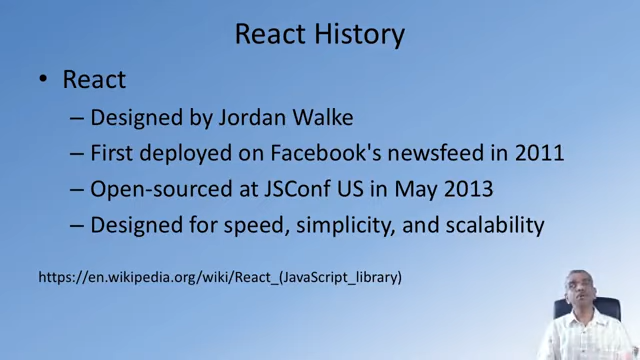 React History
• React
– Designed by Jordan Walke
– First deployed on Facebook's newsfeed in 2011
– Open-sourced at JSConf US in May 2013
– Designed for speed, simplicity, and scalability
https://en.wikipedia.org/wiki/React_(JavaScript_library)